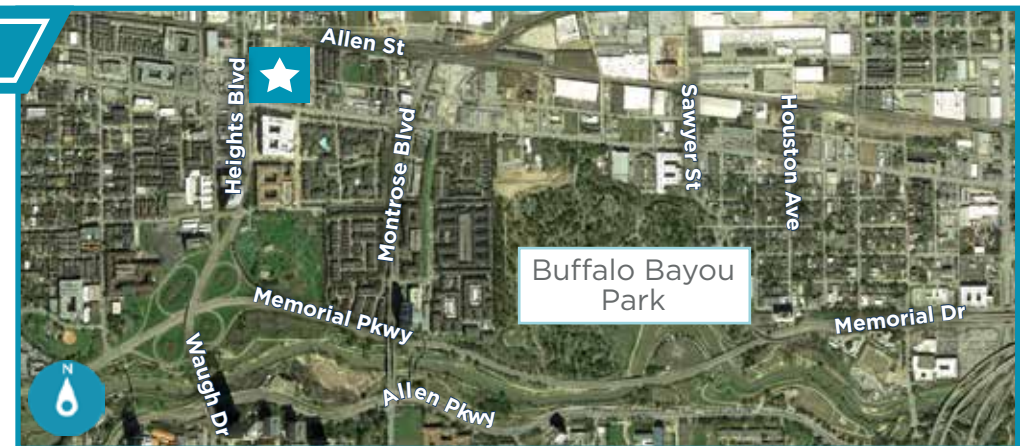 Allen St
Heights Blvd
Montrose Blvd
Sawyer St
Houston Ave
Buffalo Bayou
Park
Memorial Pkwy
Memorial Dr
Waugh Dr
Allen Pkwy
N